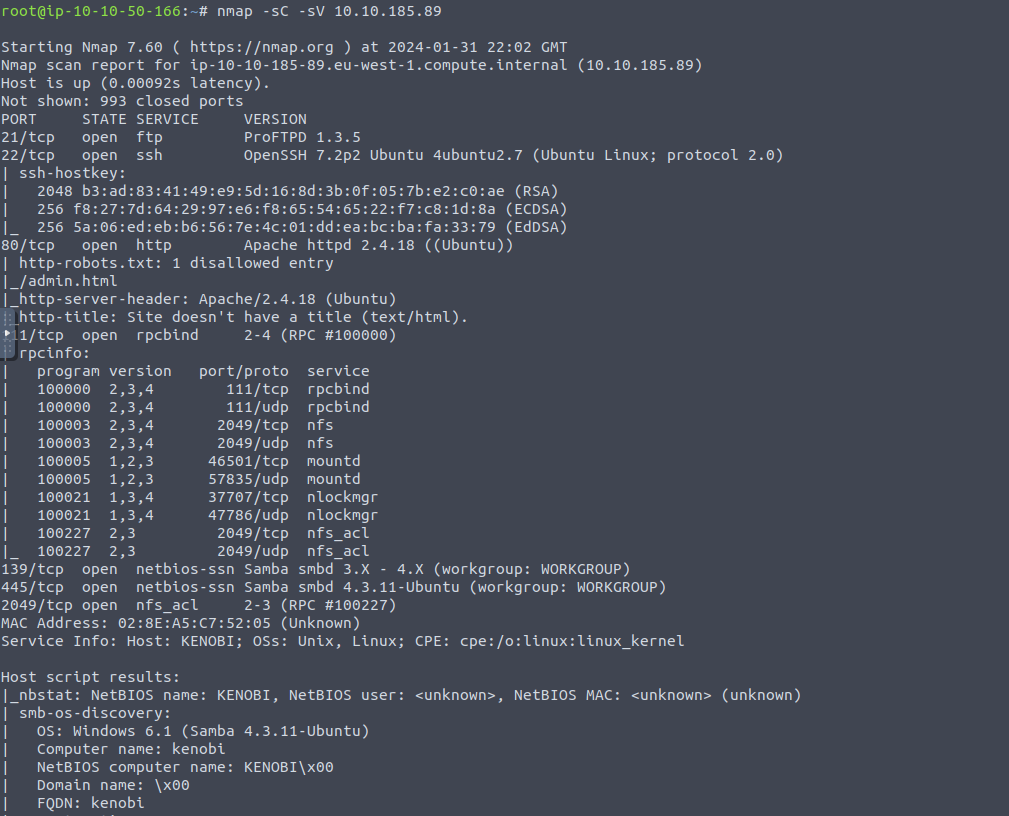 root@ip-10-10-50-166:~# nmap -sC -sV 10.10.185.89

Starting Nmap 7.60 ( https://nmap.org ) at 2024-01-31 22:02 GMT
Nmap scan report for ip-10-10-185-89.eu-west-1.compute.internal (10.10.185.89)
Host is up (0.00092s latency).
Not shown: 993 closed ports
PORT     STATE SERVICE     VERSION
21/tcp   open  ftp         ProFTPD 1.3.5
22/tcp   open  ssh         OpenSSH 7.2p2 Ubuntu 4ubuntu2.7 (Ubuntu Linux; protocol 2.0)
| ssh-hostkey:
|   2048 b3:ad:83:41:49:e9:5d:16:8d:3b:0f:05:7b:e2:c0:ae (RSA)
|   256 f8:27:7d:64:29:97:e6:f8:65:54:65:22:f7:c8:1d:8a (ECDSA)
|_  256 5a:06:ed:eb:b6:56:7e:4c:01:dd:ea:bc:ba:fa:33:79 (EdDSA)
80/tcp   open  http        Apache httpd 2.4.18 ((Ubuntu))
| http-robots.txt: 1 disallowed entry
|_/admin.html
|_http-server-header: Apache/2.4.18 (Ubuntu)
http-title: Site doesn't have a title (text/html).
11/tcp  open  rpcbind     2-4 (RPC #100000)
rpcinfo:
|   program version   port/proto  service
|   100000  2,3,4        111/tcp  rpcbind
|   100000  2,3,4        111/udp  rpcbind
|   100003  2,3,4       2049/tcp  nfs
|   100003  2,3,4       2049/udp  nfs
|   100005  1,2,3      46501/tcp  mountd
|   100005  1,2,3      57835/udp  mountd
|   100021  1,3,4      37707/tcp  nlockmgr
|   100021  1,3,4      47786/udp  nlockmgr
|   100227  2,3         2049/tcp  nfs_acl
|_  100227  2,3         2049/udp  nfs_acl
139/tcp  open  netbios-ssn Samba smbd 3.X - 4.X (workgroup: WORKGROUP)
445/tcp  open  netbios-ssn Samba smbd 4.3.11-Ubuntu (workgroup: WORKGROUP)
2049/tcp open  nfs_acl     2-3 (RPC #100227)
MAC Address: 02:8E:A5:C7:52:05 (Unknown)
Service Info: Host: KENOBI; OSs: Unix, Linux; CPE: cpe:/o:linux:linux_kernel

Host script results:
|_nbstat: NetBIOS name: KENOBI, NetBIOS user: <unknown>, NetBIOS MAC: <unknown> (unknown)
| smb-os-discovery:
|   OS: Windows 6.1 (Samba 4.3.11-Ubuntu)
|   Computer name: kenobi
|   NetBIOS computer name: KENOBI\x00
|   Domain name: \x00
|   FQDN: kenobi